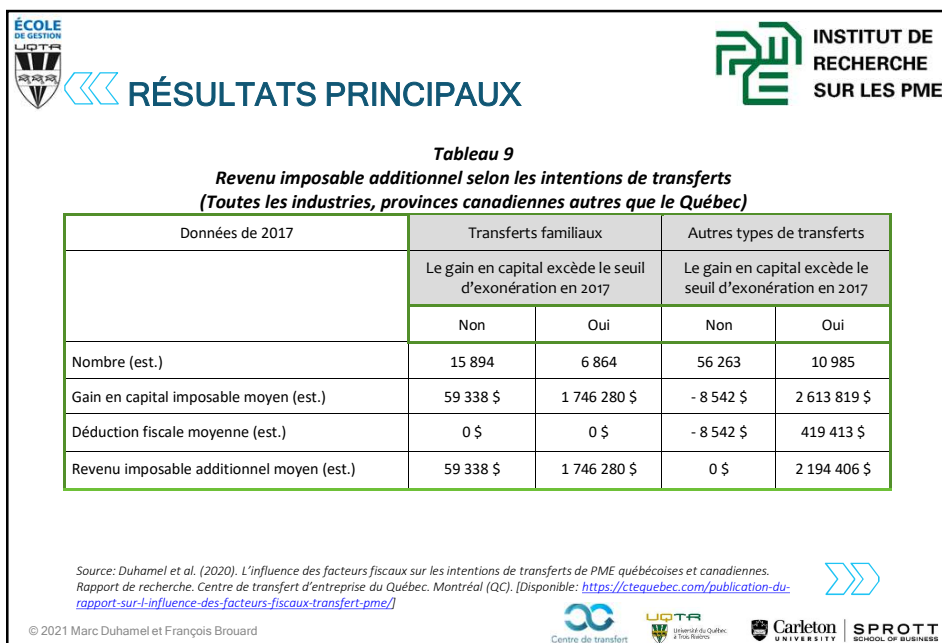 ÉCOLE
DE GESTION
UQTR
RÉSULTATS PRINCIPAUX
INSTITUT DE
RECHERCHE
SUR LES PME
Tableau 9
Revenu imposable additionnel selon les intentions de transferts
(Toutes les industries, provinces canadiennes autres que le Québec)
Données de 2017 Transferts familiaux Autres types de transferts
Le gain en capital excède le seuil d'exonération en 2017 Le gain en capital excède le seuil d'exonération en 2017
Non Oui Non Oui
Nombre (est.) 15 894 6 864 56 263 10 985
Gain en capital imposable moyen (est.) 59 338 $ 1 746 280 $ - 8 542 $ 2 613 819 $
Déduction fiscale moyenne (est.) 0 $ 0 $ - 8 542 $ 419 413 $
Revenu imposable additionnel moyen (est.) 59 338 $ 1 746 280 $ 0 $ 2 194 406 $
Source: Duhamel et al. (2020). L'influence des facteurs fiscaux sur les intentions de transferts de PME québécoises et canadiennes.
Rapport de recherche. Centre de transfert d'entreprise du Québec. Montréal (QC). [Disponible: https://ctequebec.com/publication-du-
rapport-sur-l-influence-des-facteurs-fiscaux-transfert-pme/]
© 2021 Marc Duhamel et François Brouard
Centre de transfert
UQTR
Université du Québec
à Trois-Rivières
Carleton
UNIVERSITY
SPROTT
SCHOOL OF BUSINESS